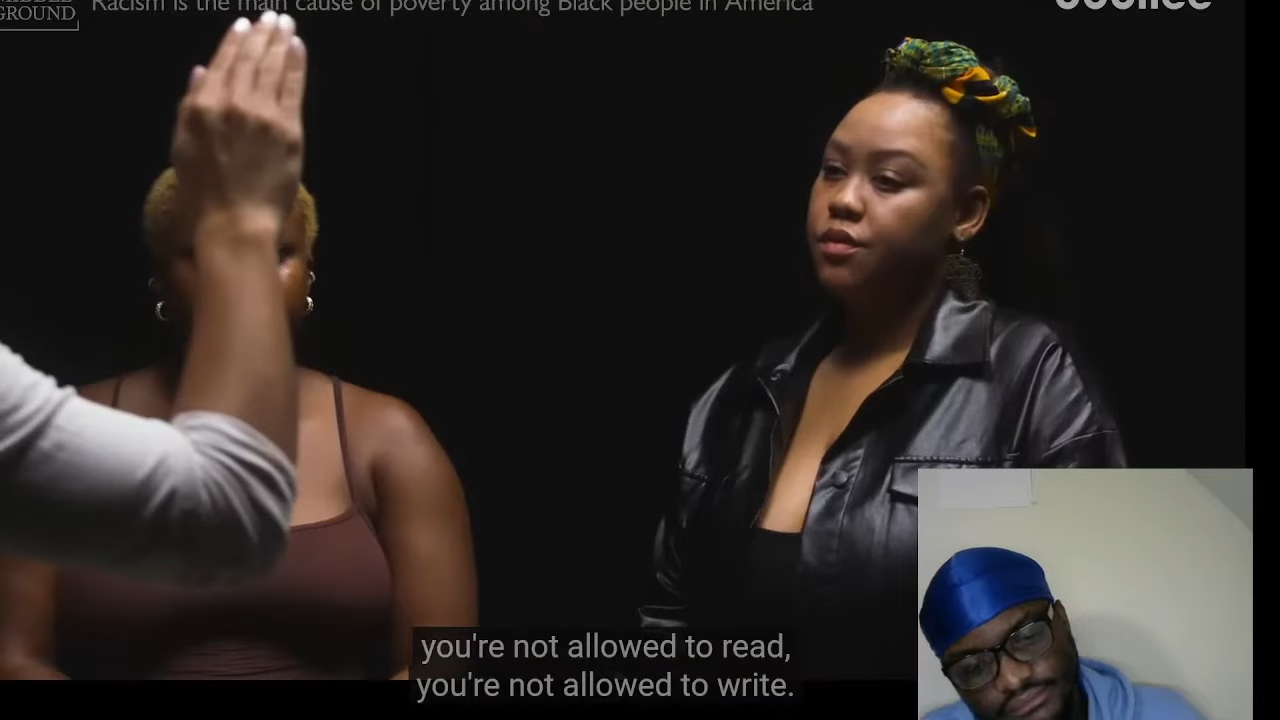 GROUND
Racism is the main cause of poverty among Black people in America
you're not allowed to read,
you're not allowed to write.